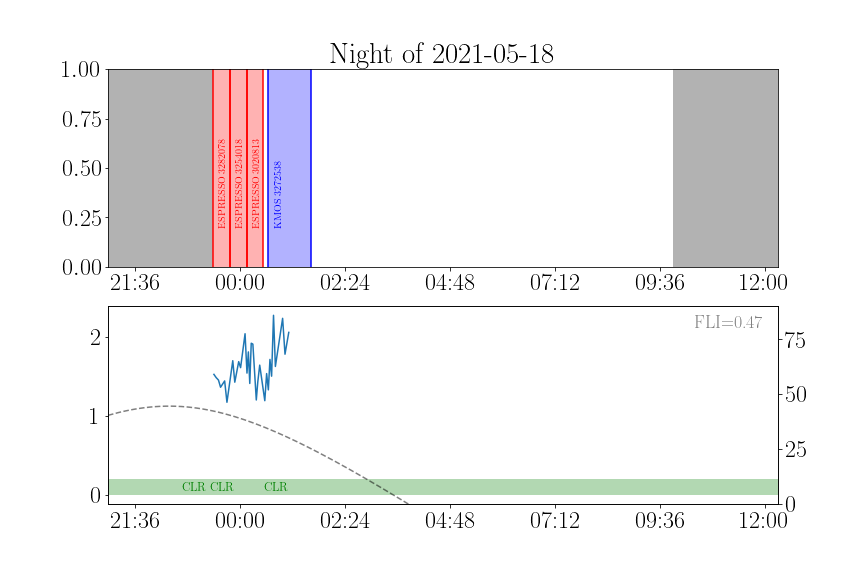 Night of 2021-05-18
1.00
0.75
0.50
0.25
0.00
ESPRESSO 3282078
ESPRESSO 3254018
ESPRESSO 3020813
KMOS 3272538
21:36 00:00 02:24 04:48 07:12 09:36 12:00
FLI=0.47
2
1
0
75
50
25
0
CLR CLR CLR
21:36 00:00 02:24 04:48 07:12 09:36 12:00